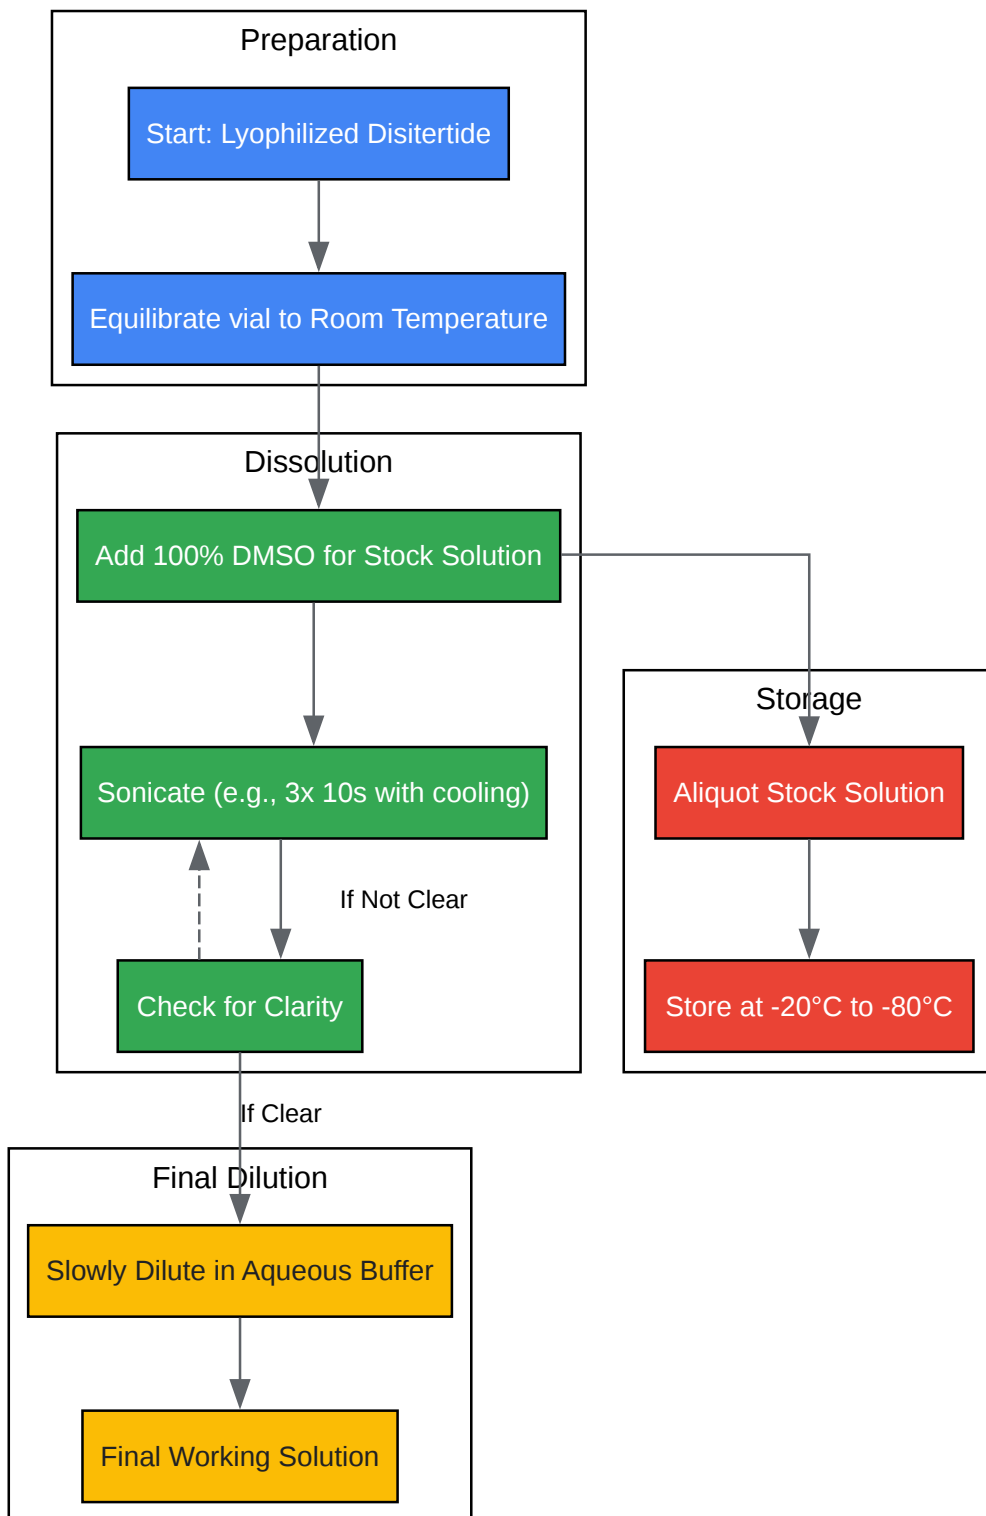 Preparation
Start: Lyophilized Disitertide
Equilibrate vial to Room Temperature
Dissolution
Add 100% DMSO for Stock Solution
Sonicate (e.g., 3x 10s with cooling)
If Not Clear
Check for Clarity
If Clear
Storage
Aliquot Stock Solution
Store at -20°C to -80°C
Final Dilution
Slowly Dilute in Aqueous Buffer
Final Working Solution